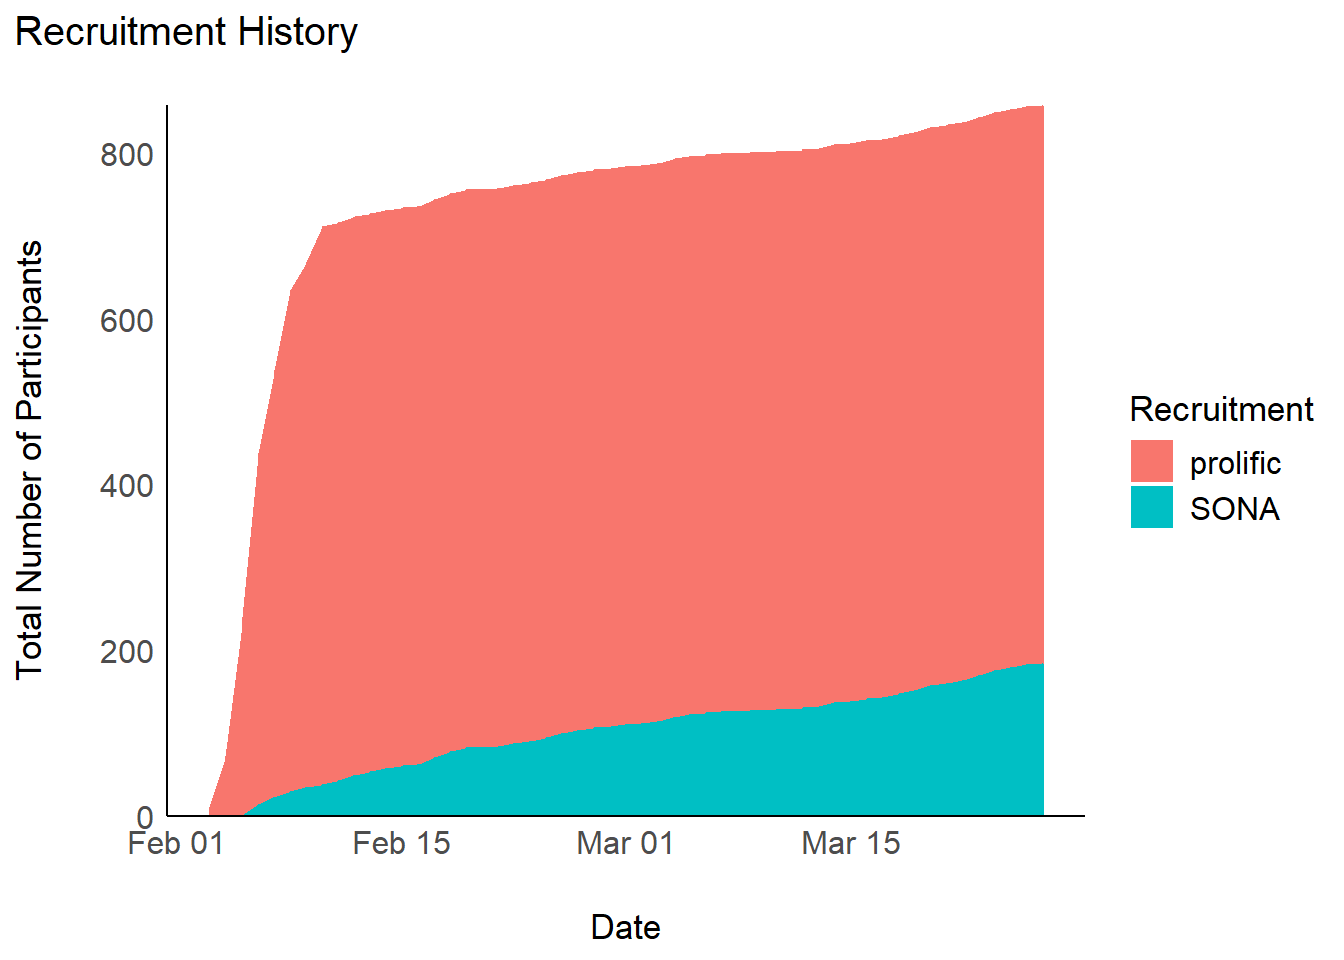 Recruitment History
Total Number of Participants
800
600
400
200
0
Feb 01
Feb 15
Mar 01
Mar 15
Date
Recruitment
prolific
SONA